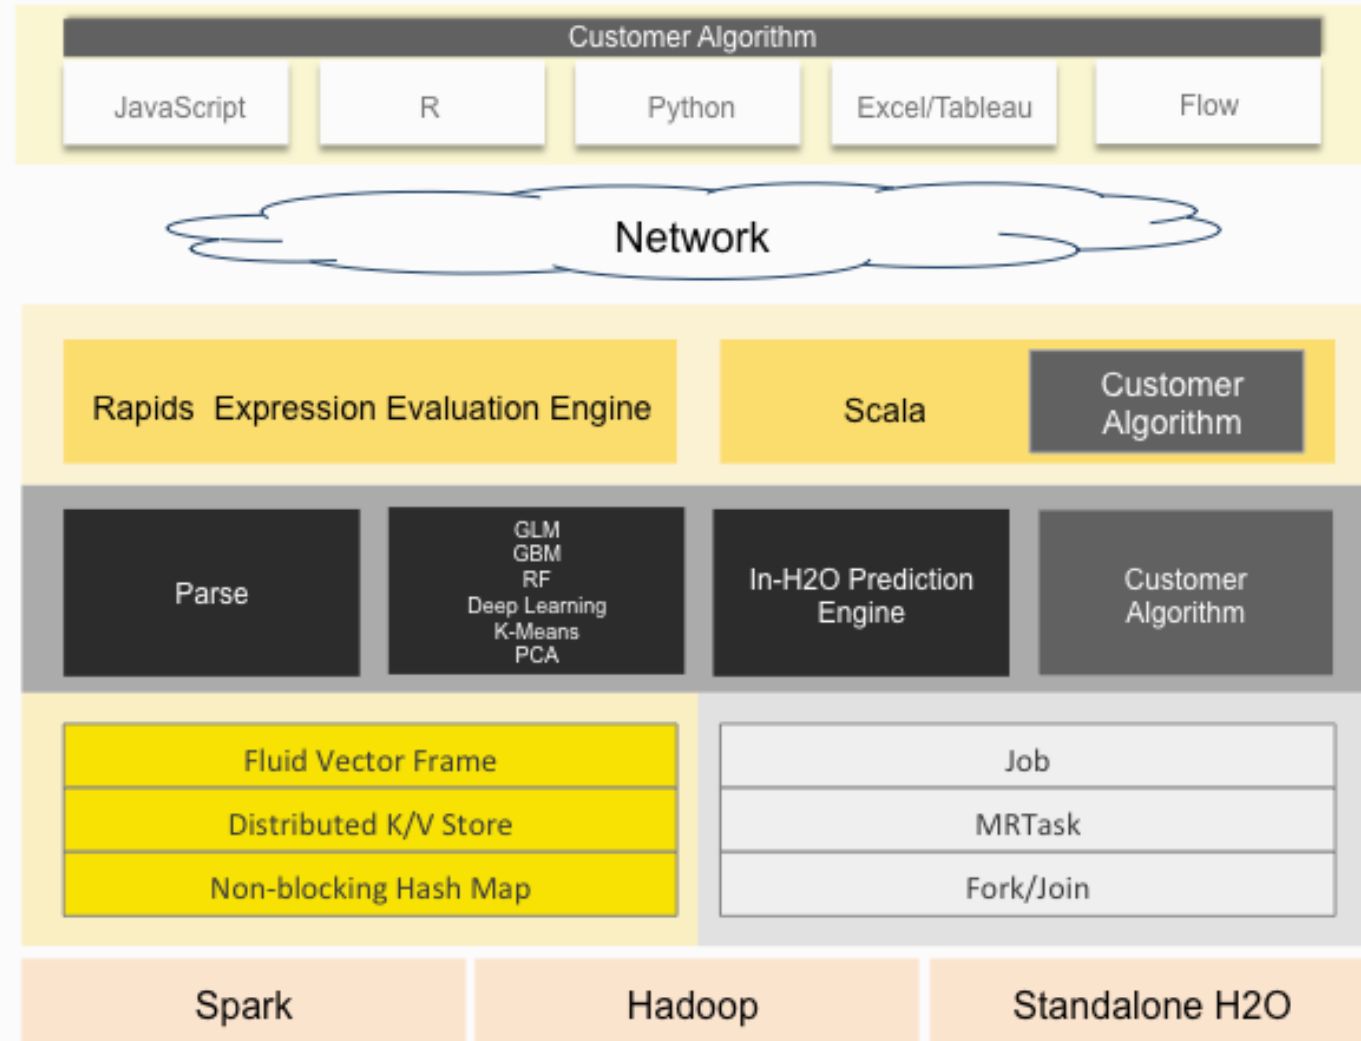 Customer Algorithm
JavaScript
R
Python
Excel/Tableau
Flow
Network
Rapids  Expression Evaluation Engine
Scala
Customer
Algorithm
Parse
GLM
GBM
RF
Deep Learning
K-Means
PCA
In-H2O Prediction
Engine
Customer
Algorithm
Fluid Vector Frame
Distributed K/V Store
Non-blocking Hash Map
Job
MRTask
Fork/Join
Spark
Hadoop
Standalone H2O